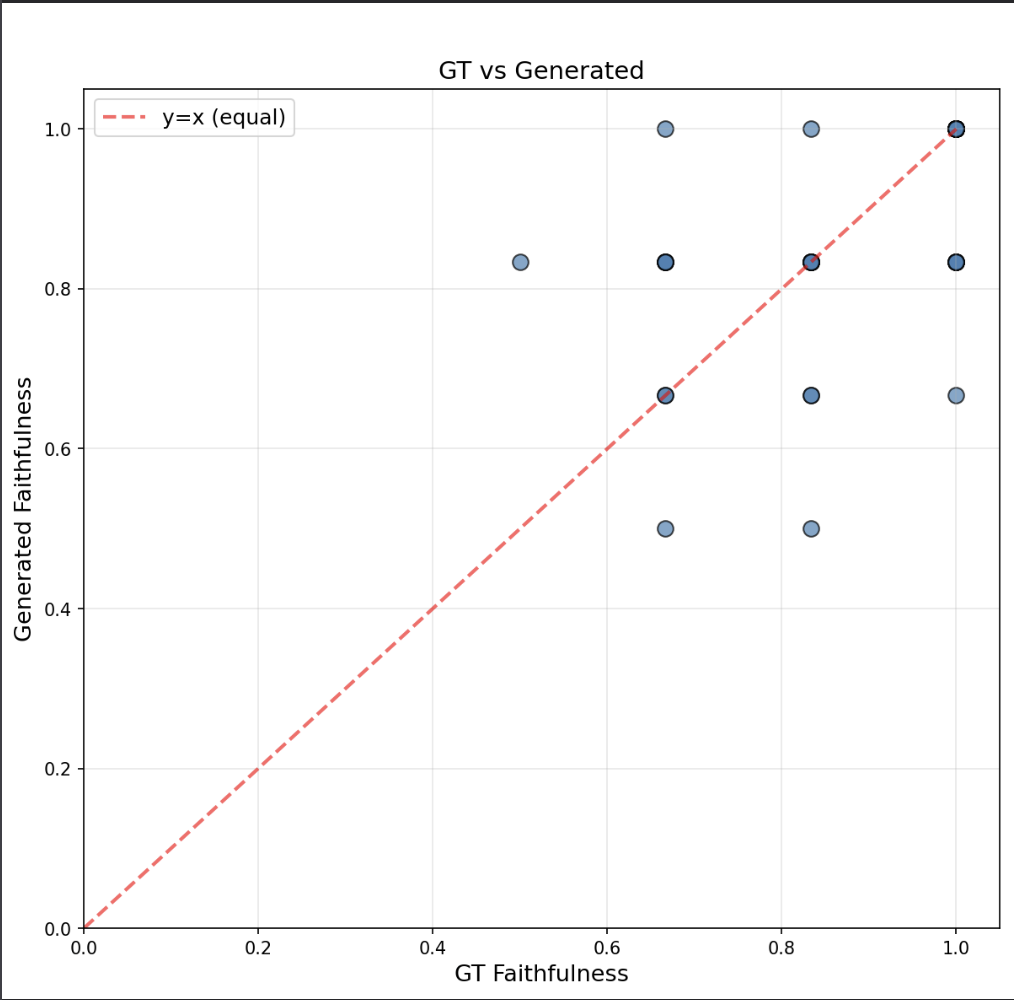 GT vs Generated
y=x (equal)
Generated Faithfulness
1.0
0.8
0.6
0.4
0.2
0.0
0.0 0.2 0.4 0.6 0.8 1.0
GT Faithfulness